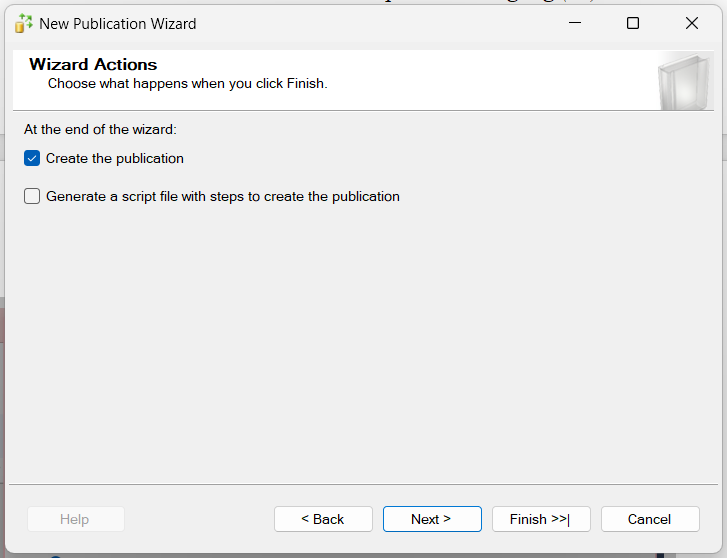 New Publication Wizard
Wizard Actions
Choose what happens when you click Finish.
At the end of the wizard:
Create the publication
Generate a script file with steps to create the publication
Help
< Back
Next >
Finish >>|
Cancel